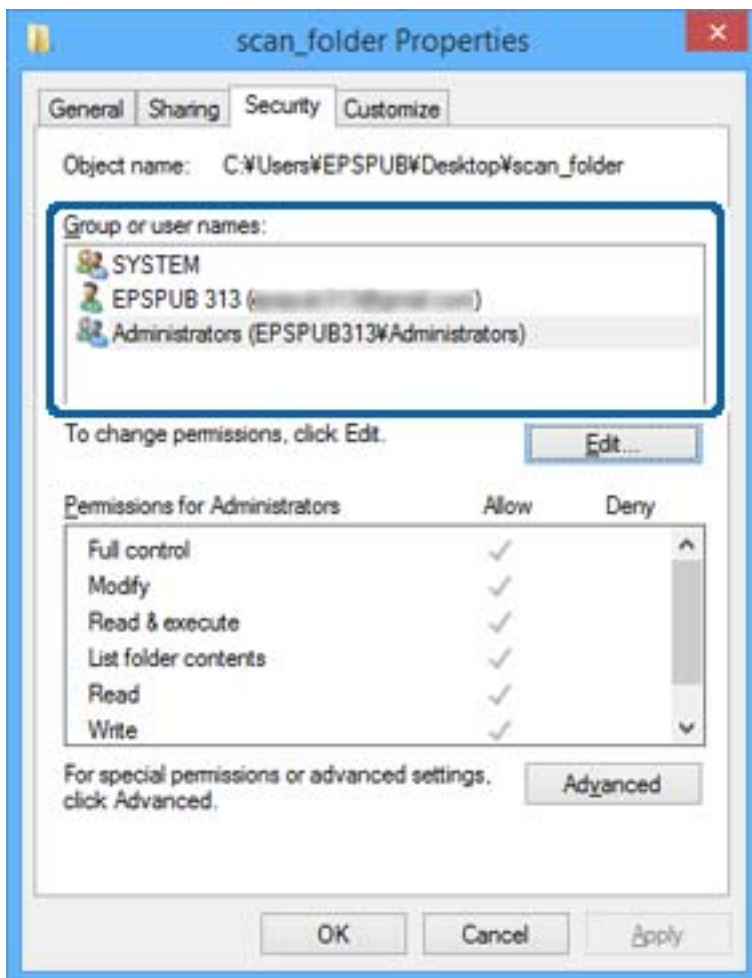 scan_folder Properties
General Sharing Security Customize
Object name: C:¥Users¥EPSPUB¥Desktop¥scan_folder
Group or user names:
SYSTEM
EPSPUB 313 ( )
Administrators (EPSPUB313¥Administrators)
To change permissions, click Edit.
Edit...
Permissions for Administrators Allow Deny
Full control
Modify
Read & execute
List folder contents
Read
Write
For special permissions or advanced settings,
click Advanced.
Advanced
OK Cancel Apply